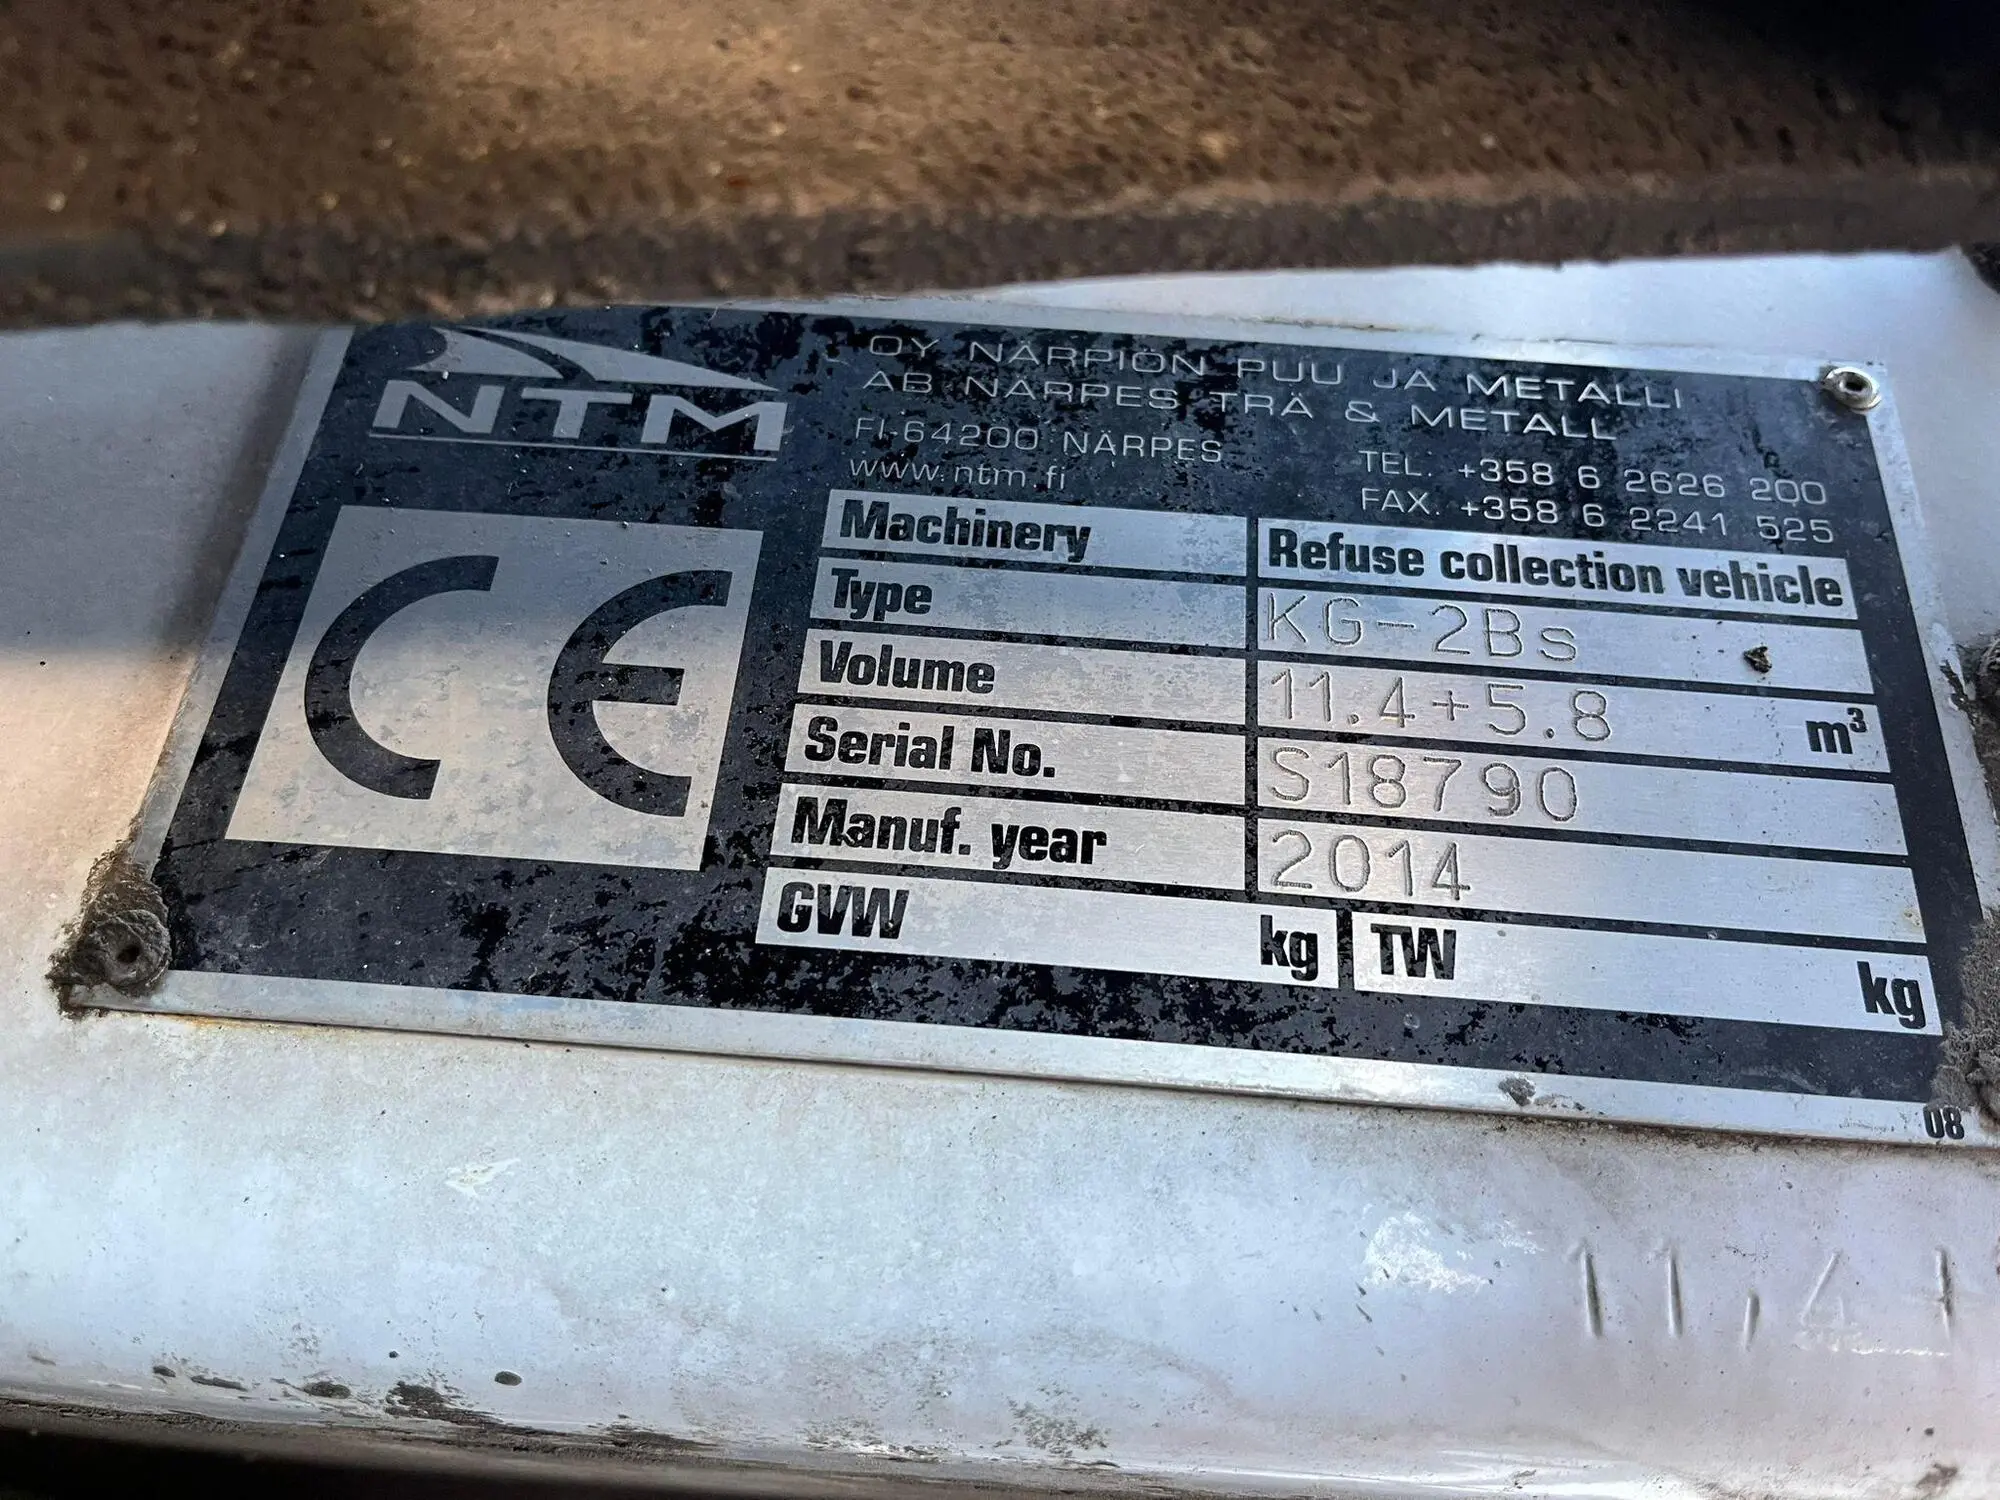 NTM
OY NÄRPIÖN PUU JA METALLI
AB NÄRPES TRÄ & METALL
FI-64200 NÄRPES
www.ntm.fi
TEL. +358 6 2626 200
FAX. +358 6 2241 525
CE
Machinery Refuse collection vehicle
Type KG-2Bs
Volume 11.4+5.8 m³
Serial No. S18790
Manuf. year 2014
GVW kg TW kg
08
11,4+